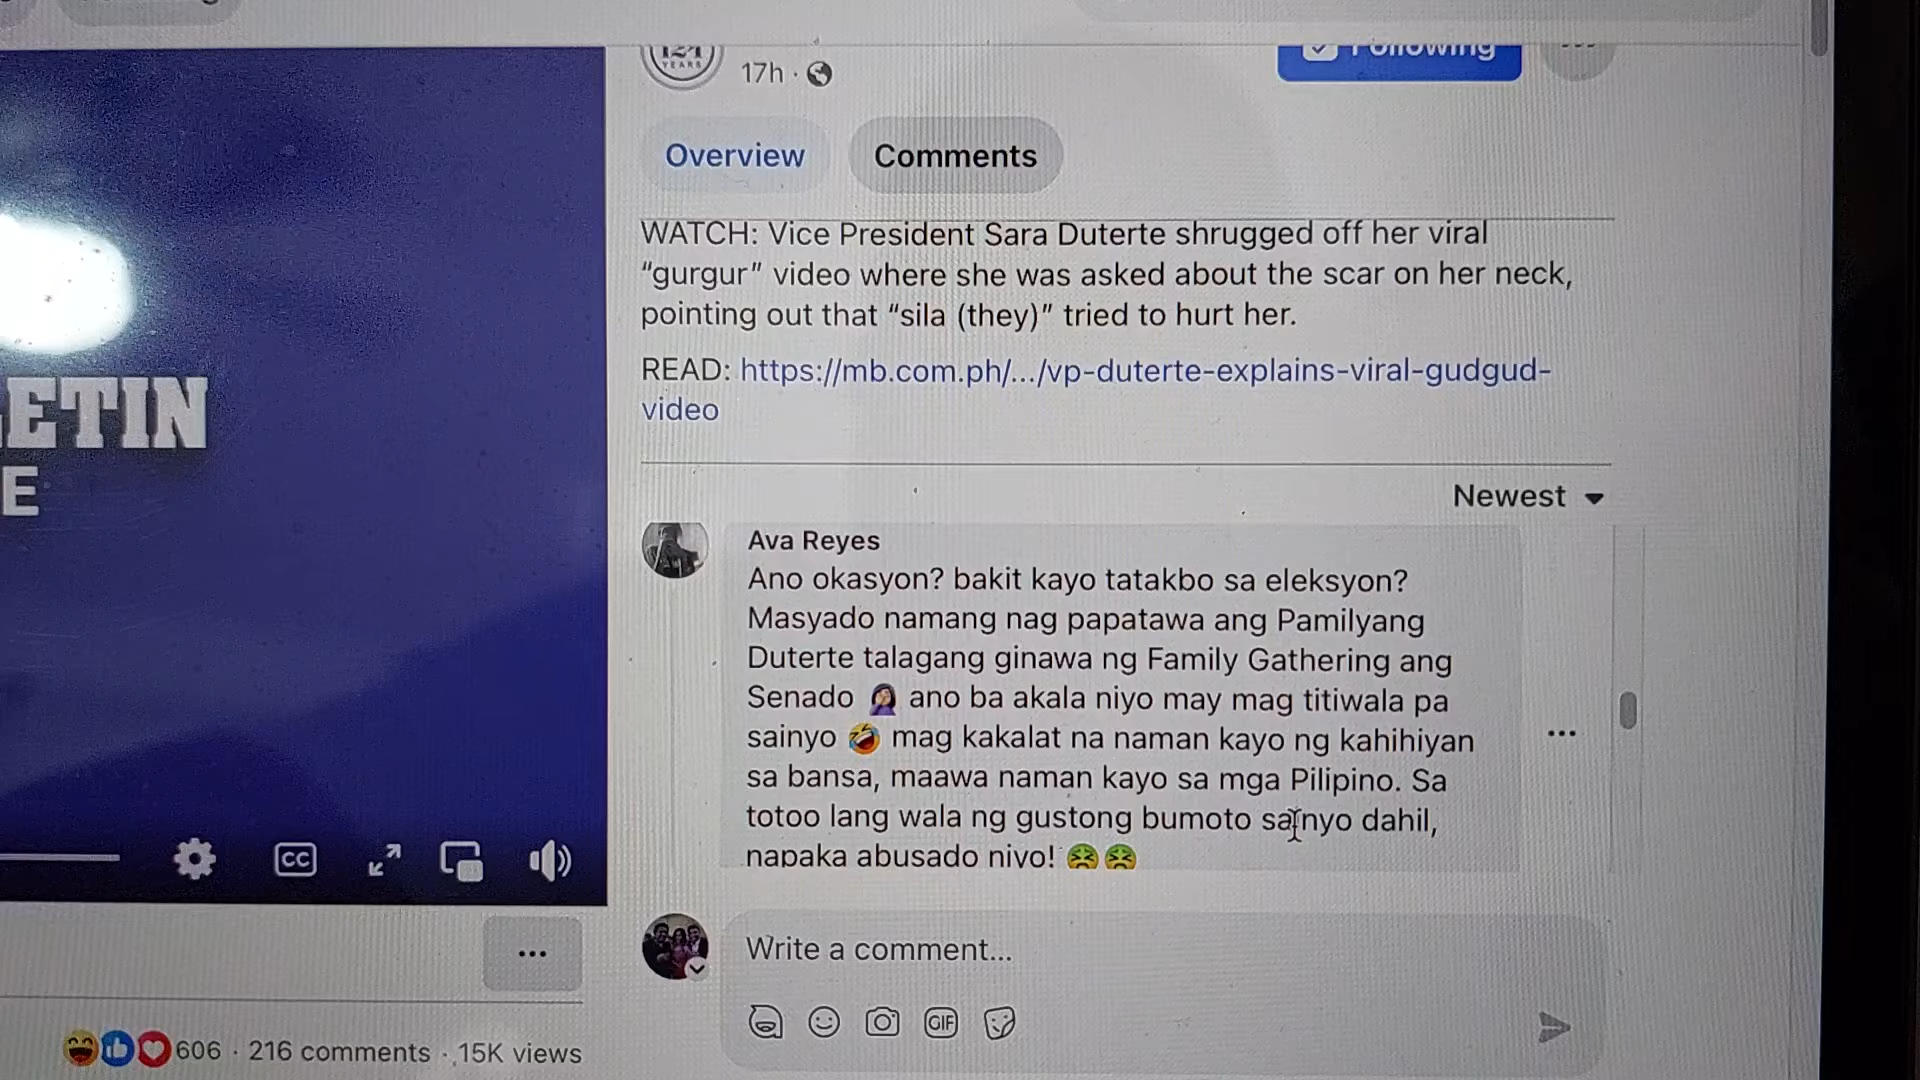 YEARS
17h ·
Following
Overview
Comments
WATCH: Vice President Sara Duterte shrugged off her viral
“gurgur” video where she was asked about the scar on her neck,
pointing out that “sila (they)” tried to hurt her.
READ: https://mb.com.ph/.../vp-duterte-explains-viral-gudgud-
video
ETIN
E
Newest
Ava Reyes
Ano okasyon? bakit kayo tatakbo sa eleksyon?
Masyado namang nag papatawa ang Pamilyang
Duterte talagang ginawa ng Family Gathering ang
Senado 🤦 ano ba akala niyo may mag titiwala pa
sainyo 🤣 mag kakalat na naman kayo ng kahihiyan
sa bansa, maawa naman kayo sa mga Pilipino. Sa
totoo lang wala ng gustong bumoto sainyo dahil,
napaka abusado niyo!
CC
Write a comment...
GIF
606 · 216 comments · 15K views